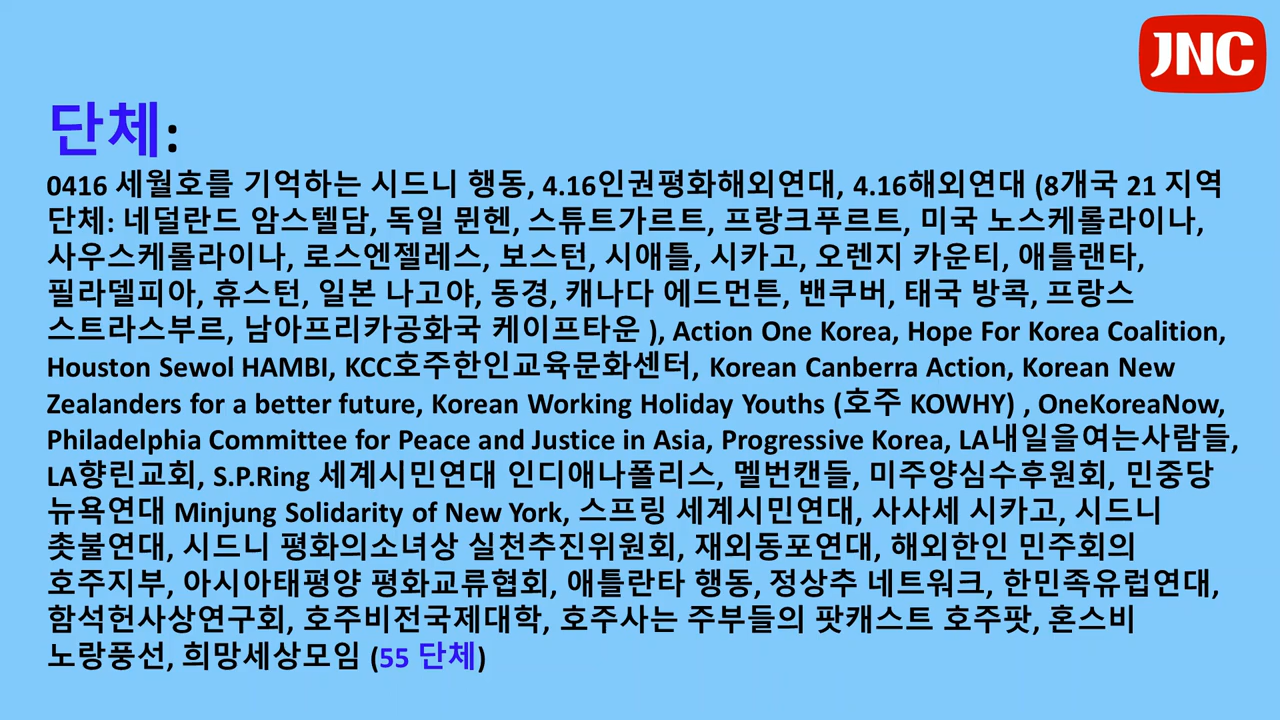 JNC
단체:
0416 세월호를 기억하는 시드니 행동, 4.16인권평화해외연대, 4.16해외연대 (8개국 21 지역
단체: 네덜란드 암스텔담, 독일 뮌헨, 스튜트가르트, 프랑크푸르트, 미국 노스케롤라이나,
사우스케롤라이나, 로스엔젤레스, 보스턴, 시애틀, 시카고, 오렌지 카운티, 애틀랜타,
필라델피아, 휴스턴, 일본 나고야, 동경, 캐나다 에드먼튼, 밴쿠버, 태국 방콕, 프랑스
스트라스부르, 남아프리카공화국 케이프타운 ), Action One Korea, Hope For Korea Coalition,
Houston Sewol HAMBI, KCC호주한인교육문화센터, Korean Canberra Action, Korean New
Zealanders for a better future, Korean Working Holiday Youths (호주 KOWHY) , OneKoreaNow,
Philadelphia Committee for Peace and Justice in Asia, Progressive Korea, LA내일을여는사람들,
LA향린교회, S.P.Ring 세계시민연대 인디애나폴리스, 멜번캔들, 미주양심수후원회, 민중당
뉴욕연대 Minjung Solidarity of New York, 스프링 세계시민연대, 사사세 시카고, 시드니
촛불연대, 시드니 평화의소녀상 실천추진위원회, 재외동포연대, 해외한인 민주회의
호주지부, 아시아태평양 평화교류협회, 애틀란타 행동, 정상추 네트워크, 한민족유럽연대,
함석헌사상연구회, 호주비전국제대학, 호주사는 주부들의 팟캐스트 호주팟, 혼스비
노랑풍선, 희망세상모임 (55 단체)